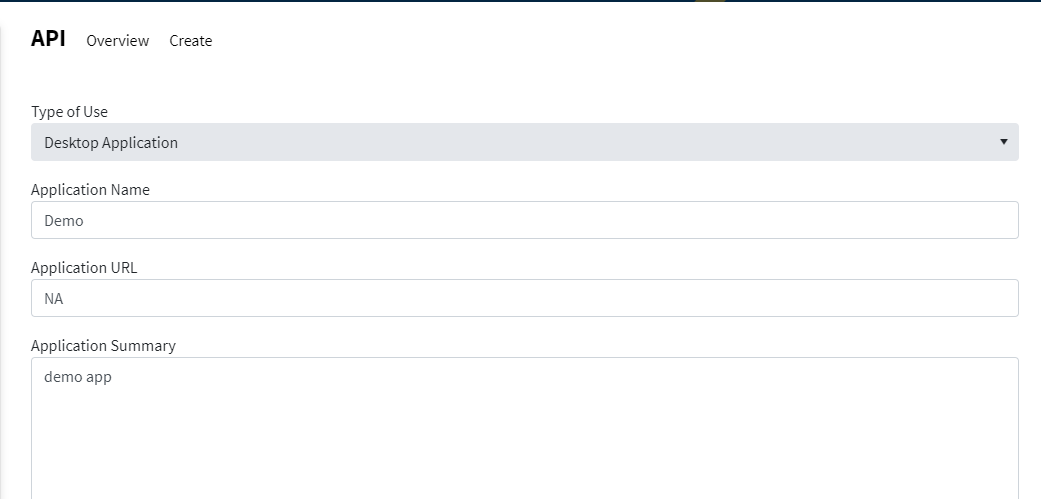 API Overview Create
Type of Use
Desktop Application
Application Name
Demo
Application URL
NA
Application Summary
demo app